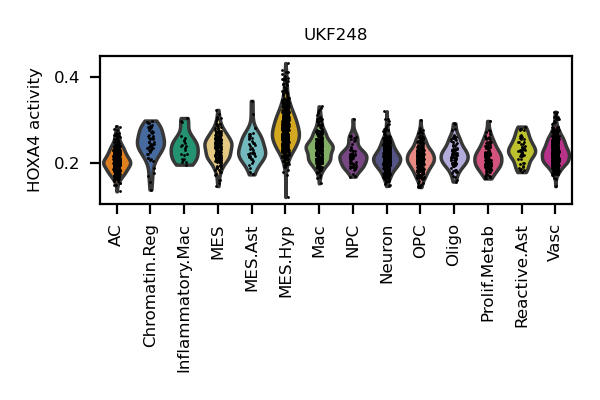 UKF248
HOXA4 activity
0.4
0.2
AC
Chromatin.Reg
Inflammatory.Mac
MES
MES.Ast
MES.Hyp
Mac
NPC
Neuron
OPC
Oligo
Prolif.Metab
Reactive.Ast
Vasc